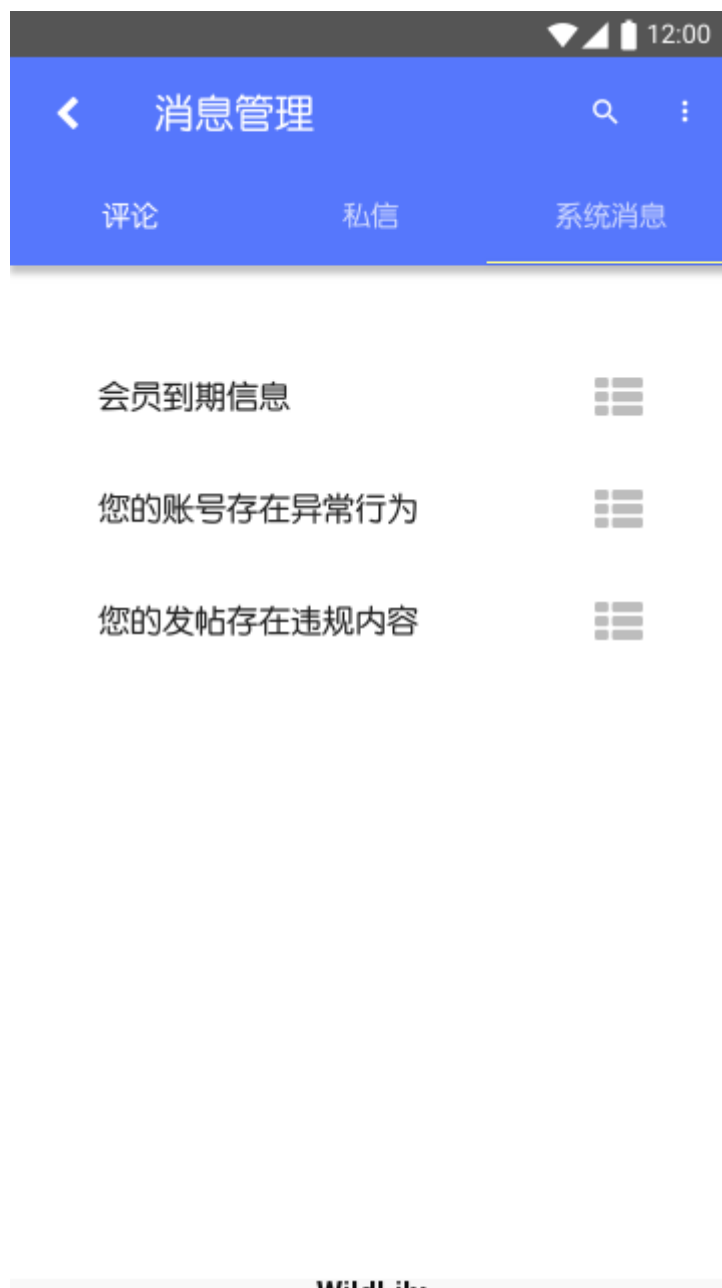 12:00
消息管理
评论 私信 系统消息
会员到期信息
您的账号存在异常行为
您的发帖存在违规内容